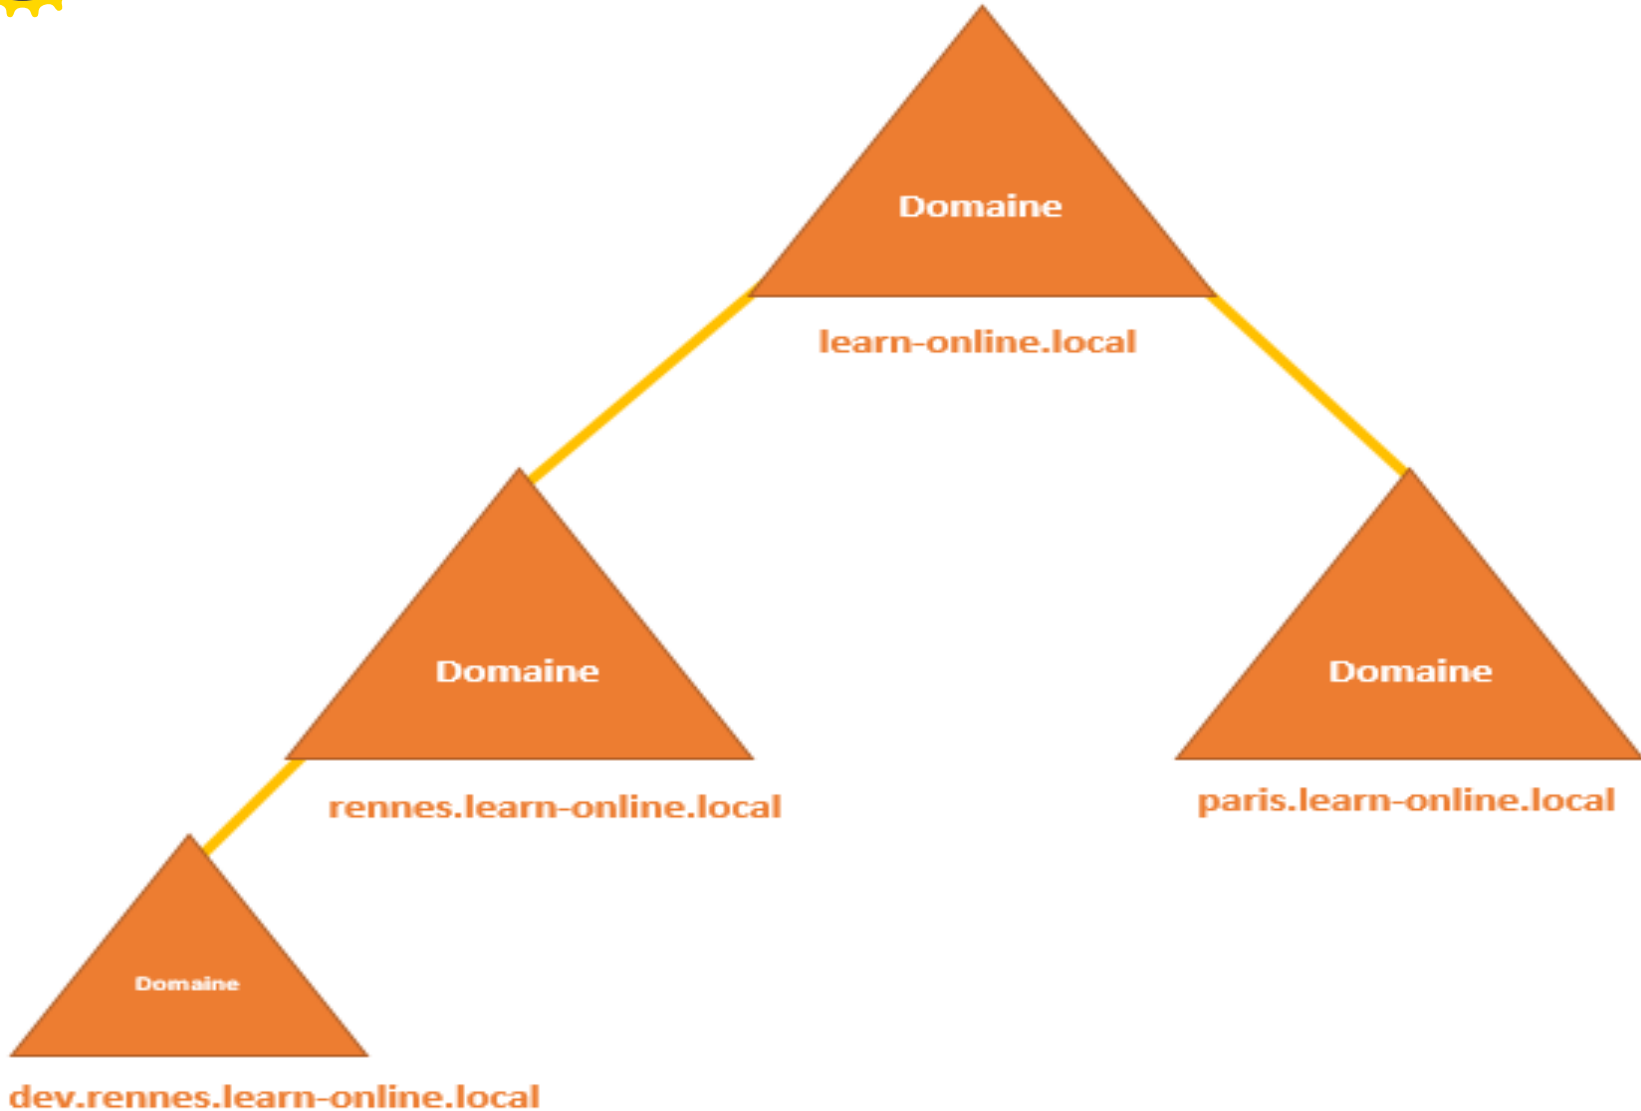 Domaine
learn-online.local
Domaine
Domaine
rennes.learn-online.local
paris.learn-online.local
Domaine
dev.rennes.learn-online.local